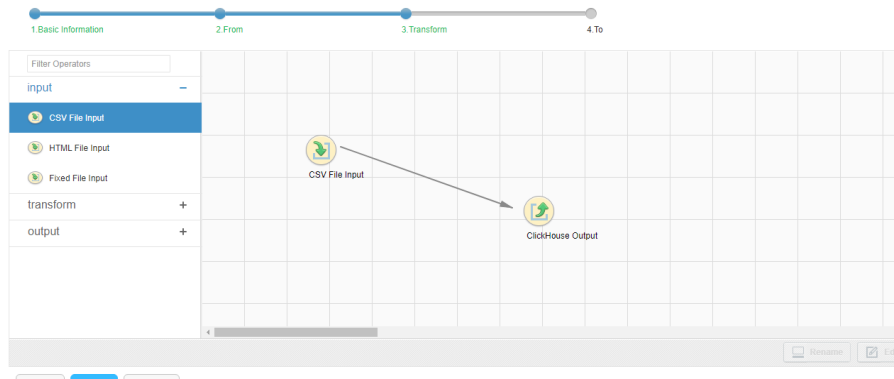 1.Basic Information 2.From 3.Transform 4.To
Filter Operators
input
CSV File Input
HTML File Input
Fixed File Input
transform
output
CSV File Input
ClickHouse Output
Rename